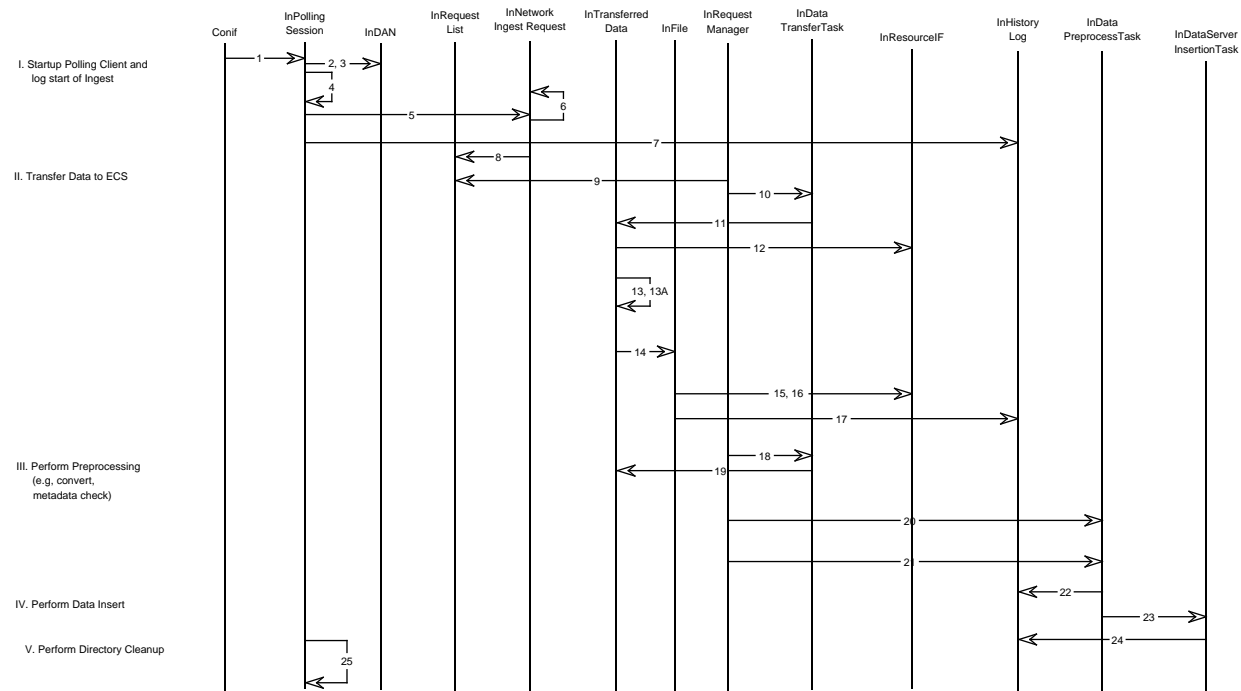 Conif
InPolling
Session
InDAN
InRequest
List
InNetwork
Ingest Request
InTransferred
Data
InFile
InRequest
Manager
InData
TransferTask
InResourceIF
InHistory
Log
InData
PreprocessTask
InDataServer
InsertionTask
I. Startup Polling Client and
log start of Ingest
1
2, 3
4
5
6
7
8
II. Transfer Data to ECS
9
10
11
12
13, 13A
14
15, 16
17
18
III. Perform Preprocessing
(e.g, convert,
metadata check)
19
20
21
22
IV. Perform Data Insert
23
24
V. Perform Directory Cleanup
25